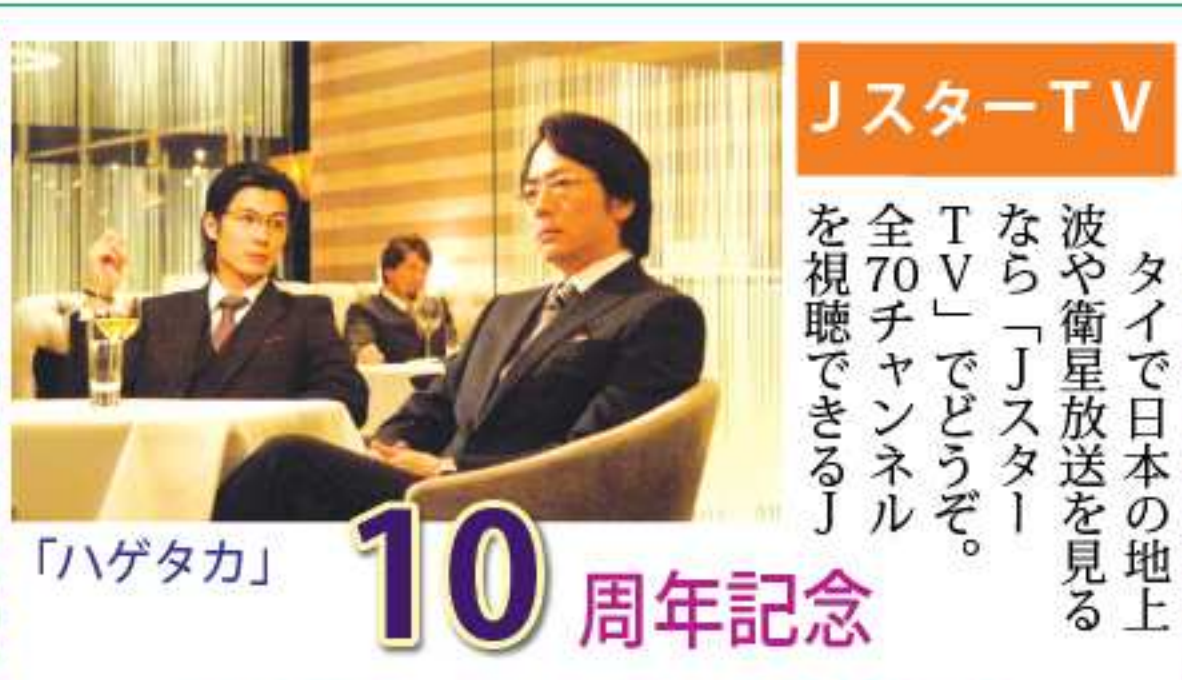 JスターTV
タイで日本の地上
波や衛星放送を見る
なら「Jスター
TV」でどうぞ。
全70チャンネル
を視聴できるJ
「ハゲタカ」
10
周年記念